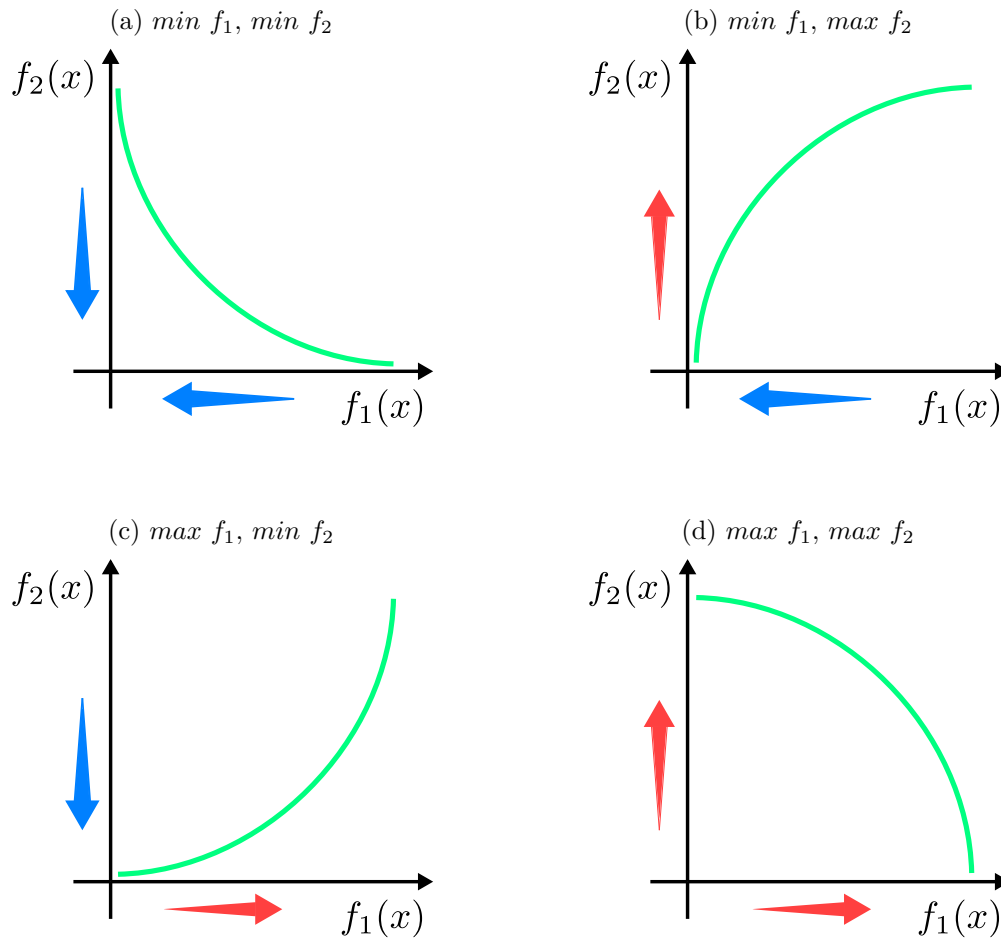 (a) min f₁, min f₂
f₂(x)
f₁(x)
(b) min f₁, max f₂
f₂(x)
f₁(x)
(c) max f₁, min f₂
f₂(x)
f₁(x)
(d) max f₁, max f₂
f₂(x)
f₁(x)